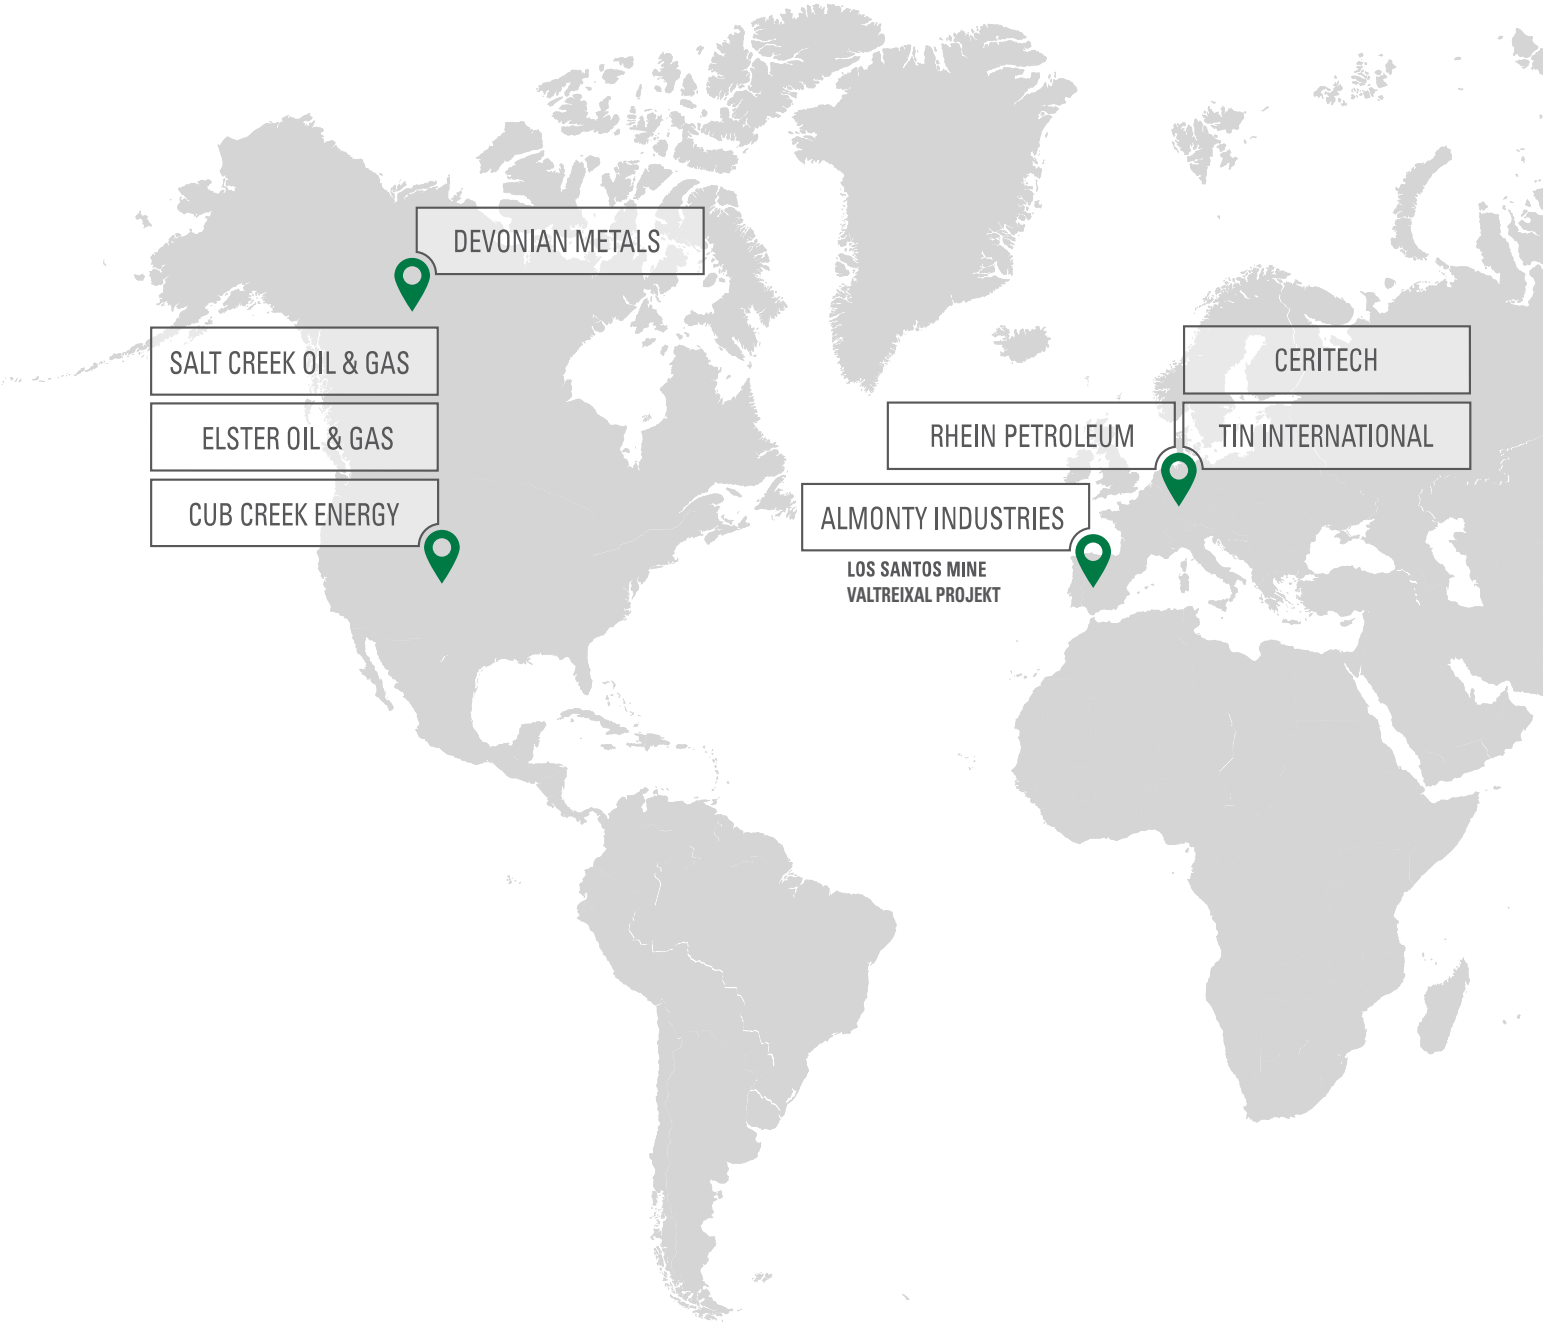 DEVONIAN METALS
SALT CREEK OIL & GAS
ELSTER OIL & GAS
CUB CREEK ENERGY
CERITECH
RHEIN PETROLEUM
TIN INTERNATIONAL
ALMONTY INDUSTRIES
LOS SANTOS MINE
VALTREIXAL PROJEKT